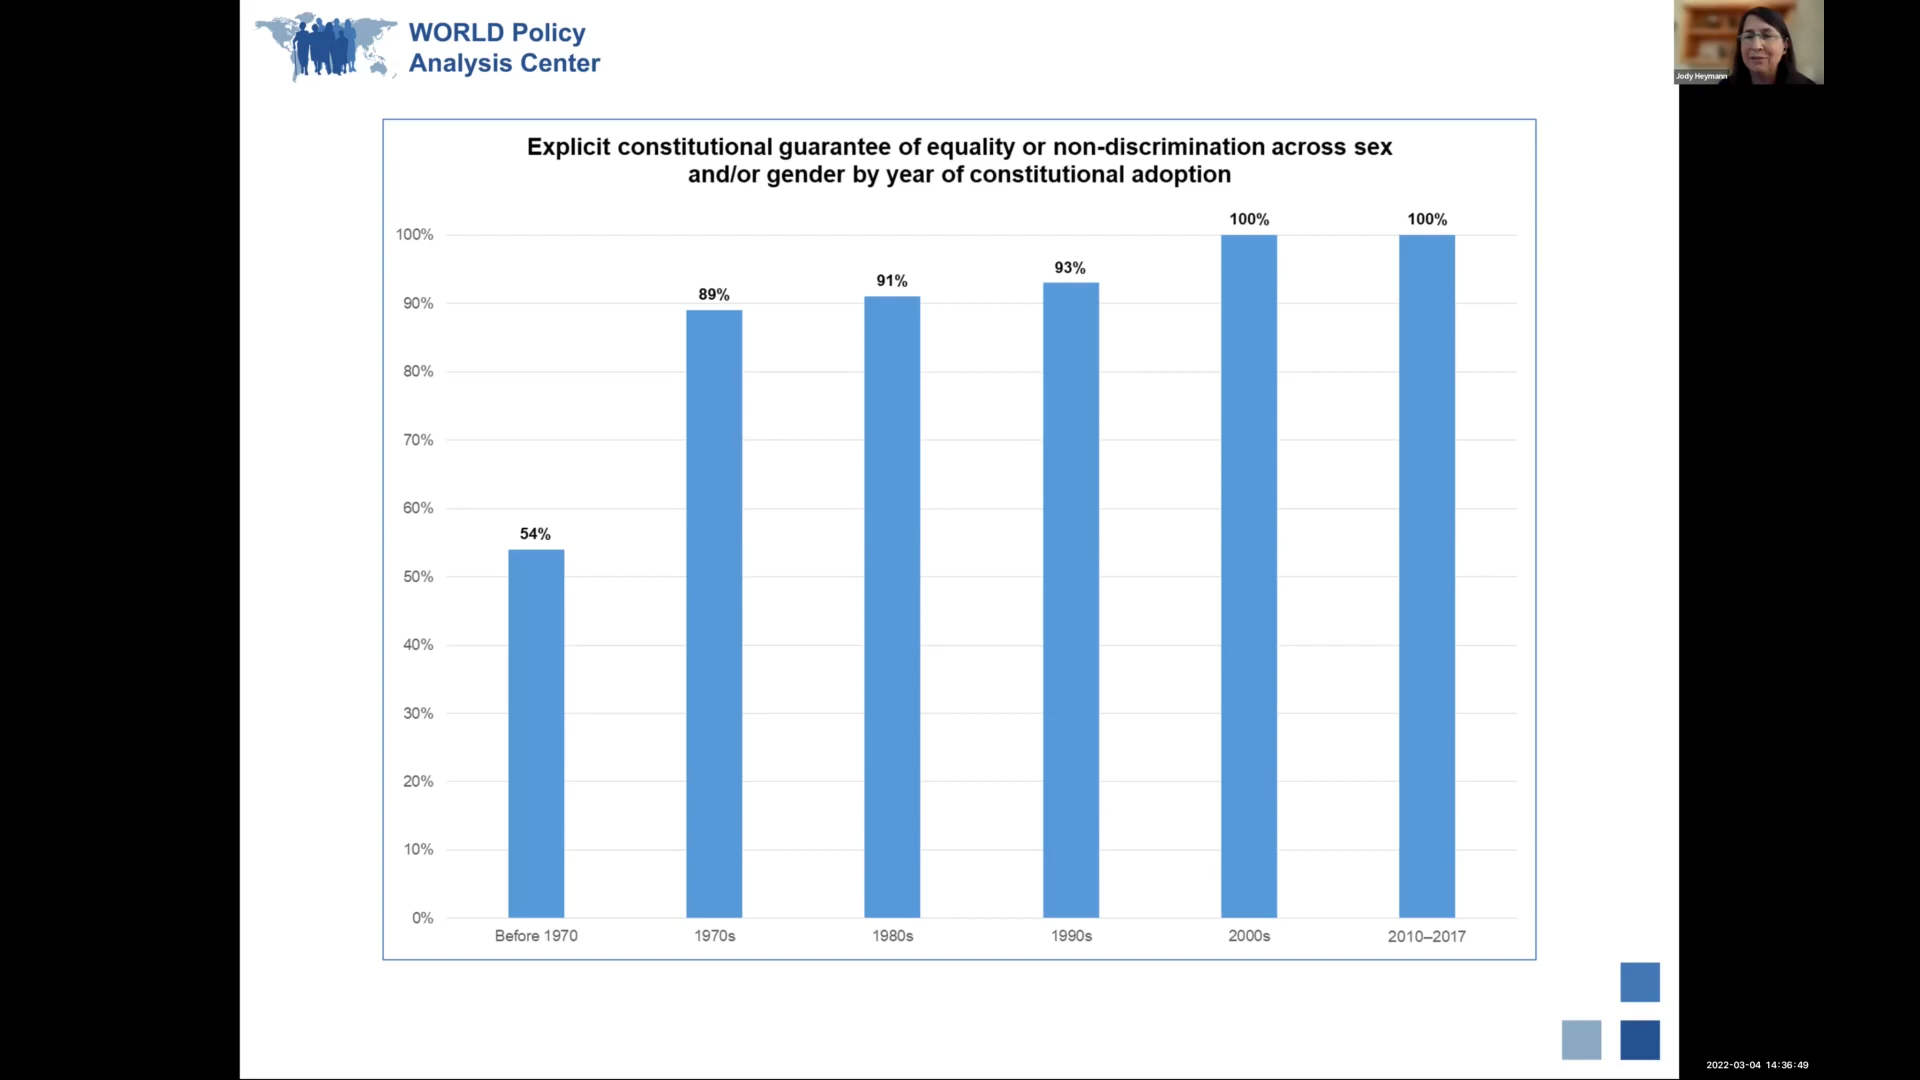 WORLD Policy
Analysis Center
Jody Heymann
Explicit constitutional guarantee of equality or non-discrimination across sex
and/or gender by year of constitutional adoption
100%
90%
80%
70%
60%
50%
40%
30%
20%
10%
0%
54%
89%
91%
93%
100%
100%
Before 1970
1970s
1980s
1990s
2000s
2010–2017
2022-03-04 14:36:49